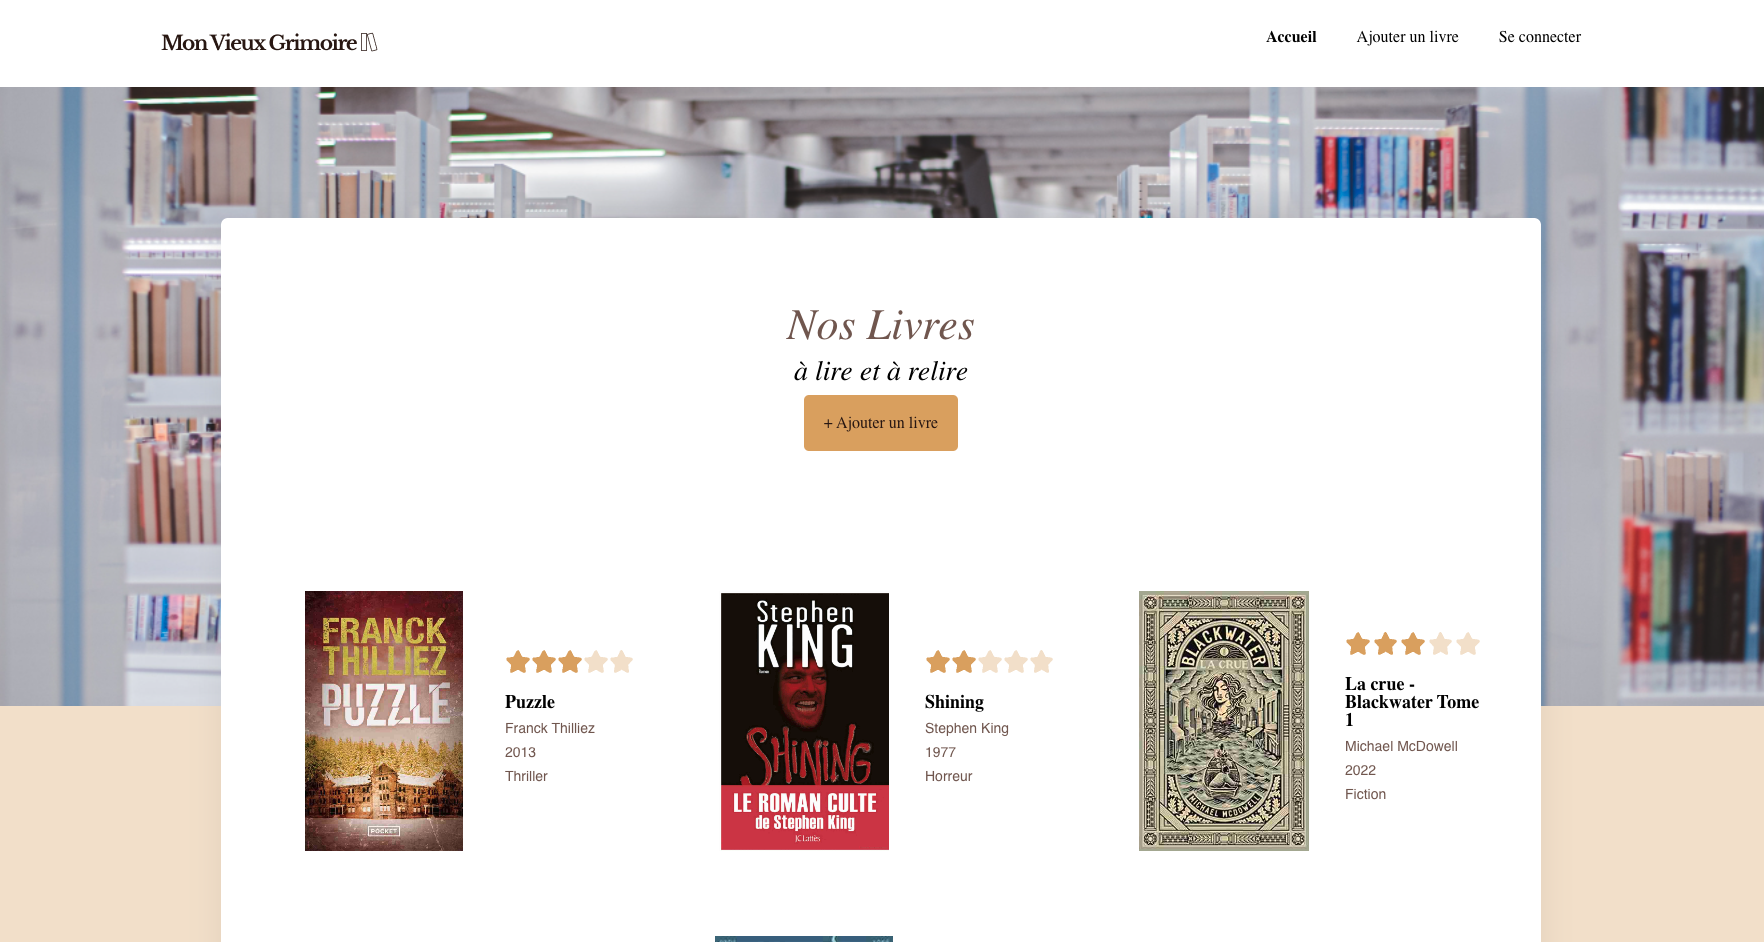 Mon Vieux Grimoire
Accueil
Ajouter un livre
Se connecter
Nos Livres
à lire et à relire
+ Ajouter un livre
FRANCK
THILLIEZ
PUZZLE
POCKET
Puzzle
Franck Thilliez
2013
Thriller
Stephen
KING
Roman
SHINING
LE ROMAN CULTE
de Stephen King
JC Lattès
Shining
Stephen King
1977
Horreur
BLACKWATER
LA CRUE
MICHAEL MCDOWELL
La crue -
Blackwater Tome
1
Michael McDowell
2022
Fiction